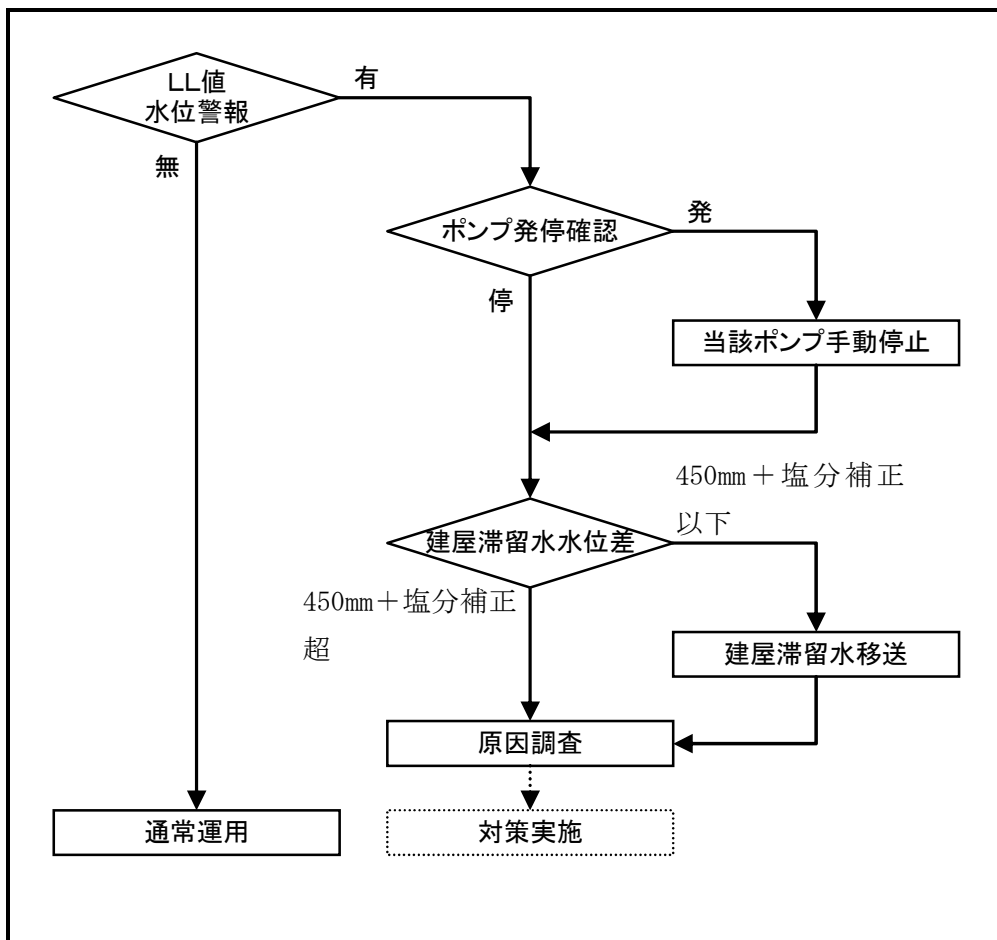 LL値
水位警報
有
無
ポンプ発停確認
発
停
当該ポンプ手動停止
450mm＋塩分補正
以下
建屋滞留水水位差
450mm＋塩分補正
超
建屋滞留水移送
原因調査
通常運用
対策実施